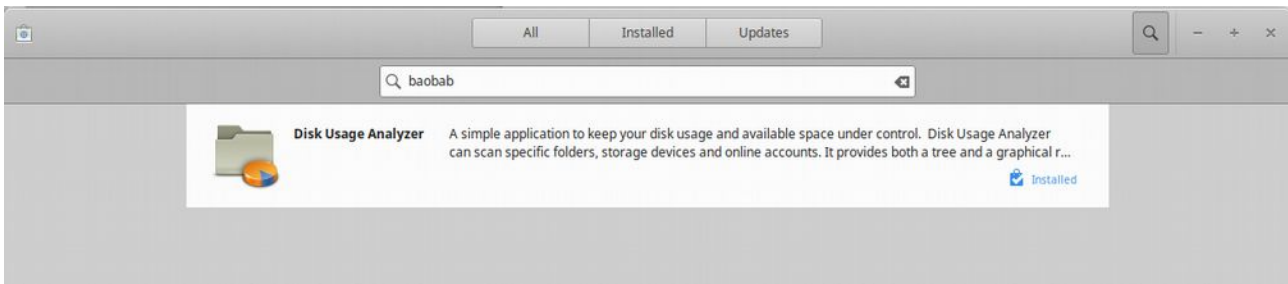 All Installed Updates
baobab
Disk Usage Analyzer A simple application to keep your disk usage and available space under control. Disk Usage Analyzer
can scan specific folders, storage devices and online accounts. It provides both a tree and a graphical r...
Installed